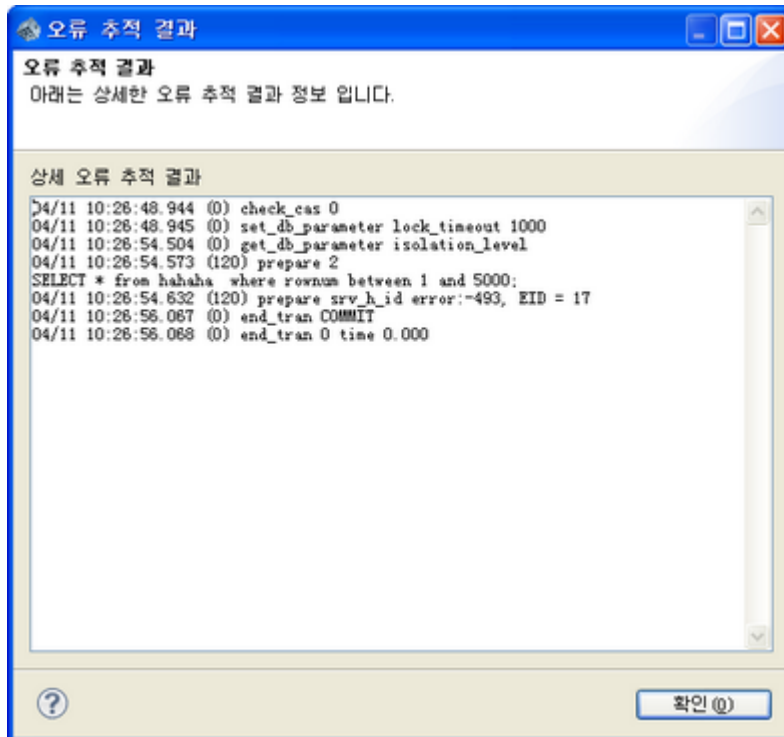 오류 추적 결과
오류 추적 결과
아래는 상세한 오류 추적 결과 정보 입니다.
상세 오류 추적 결과
04/11 10:26:48.944 (0) check_cas 0
04/11 10:26:48.945 (0) set_db_parameter lock_timeout 1000
04/11 10:26:54.504 (0) get_db_parameter isolation_level
04/11 10:26:54.573 (120) prepare 2
SELECT * from hahaha  where rownum between 1 and 5000;
04/11 10:26:54.632 (120) prepare srv_h_id error:-493, EID = 17
04/11 10:26:56.067 (0) end_tran COMMIT
04/11 10:26:56.068 (0) end_tran 0 time 0.000
?
확인(O)